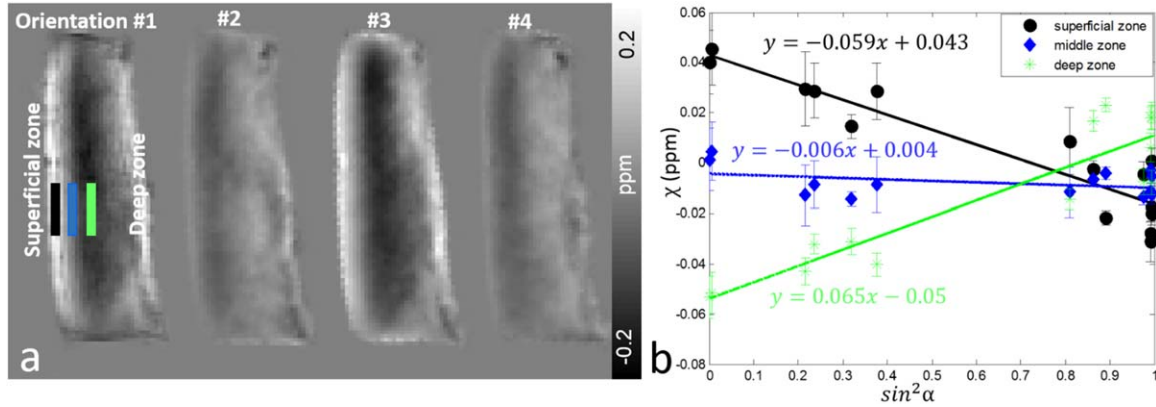 Orientation #1
#2
#3
#4
Superficial zone
Deep zone
a
0.2
ppm
-0.2
superficial zone
middle zone
deep zone
y = −0.059x + 0.043
y = −0.006x + 0.004
y = 0.065x − 0.05
χ (ppm)
0.06
0.04
0.02
0
-0.02
-0.04
-0.06
-0.08
0 0.1 0.2 0.3 0.4 0.5 0.6 0.7 0.8 0.9 1
sin²α
b